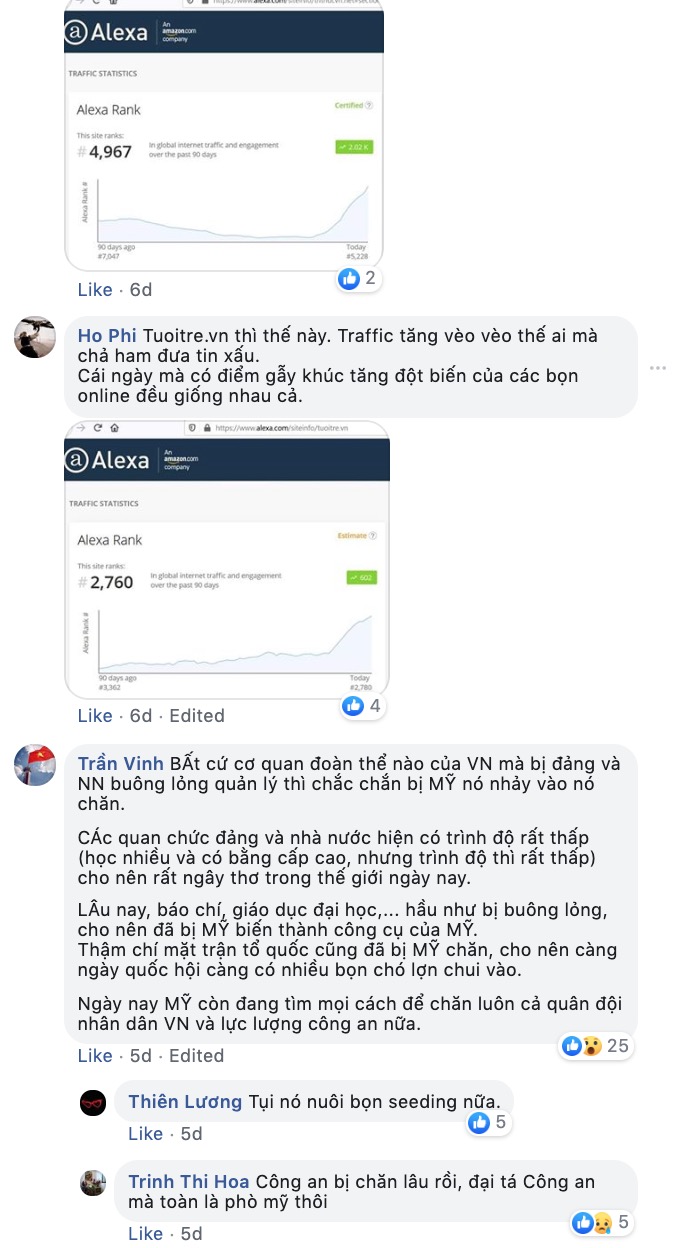 Alexa
An
amazon.com
company
TRAFFIC STATISTICS
Alexa Rank
Certified ?
This site ranks:
#4,967
In global internet traffic and engagement
over the past 90 days
2.02 K
Alexa Rank #
90 days ago
#7,047
Today
#5,228
2
Like · 6d
Ho Phi Tuoitre.vn thì thế này. Traffic tăng vèo vèo thế ai mà
chả ham đưa tin xấu.
Cái ngày mà có điểm gẫy khúc tăng đột biến của các bọn
online đều giống nhau cả.
https://www.alexa.com/siteinfo/tuoitre.vn
Alexa
An
amazon.com
company
TRAFFIC STATISTICS
Alexa Rank
Estimate ?
This site ranks:
#2,760
In global internet traffic and engagement
over the past 90 days
602
Alexa Rank #
90 days ago
#3,362
Today
#2,780
4
Like · 6d · Edited
Trần Vinh BẤt cứ cơ quan đoàn thể nào của VN mà bị đảng và
NN buông lỏng quản lý thì chắc chắn bị MỸ nó nhảy vào nó
chăn.
CÁc quan chức đảng và nhà nước hiện có trình độ rất thấp
(học nhiều và có bằng cấp cao, nhưng trình độ thì rất thấp)
cho nên rất ngây thơ trong thế giới ngày nay.
LÂu nay, báo chí, giáo dục đại học,... hầu như bị buông lỏng,
cho nên đã bị MỸ biến thành công cụ của MỸ.
Thậm chí mặt trận tổ quốc cũng đã bị MỸ chăn, cho nên càng
ngày quốc hội càng có nhiều bọn chó lợn chui vào.
Ngày nay MỸ còn đang tìm mọi cách để chăn luôn cả quân đội
nhân dân VN và lực lượng công an nữa.
25
Like · 5d · Edited
Thiên Lương Tụi nó nuôi bọn seeding nữa.
5
Like · 5d
Trinh Thi Hoa Công an bị chăn lâu rồi, đại tá Công an
mà toàn là phò mỹ thôi
5
Like · 5d